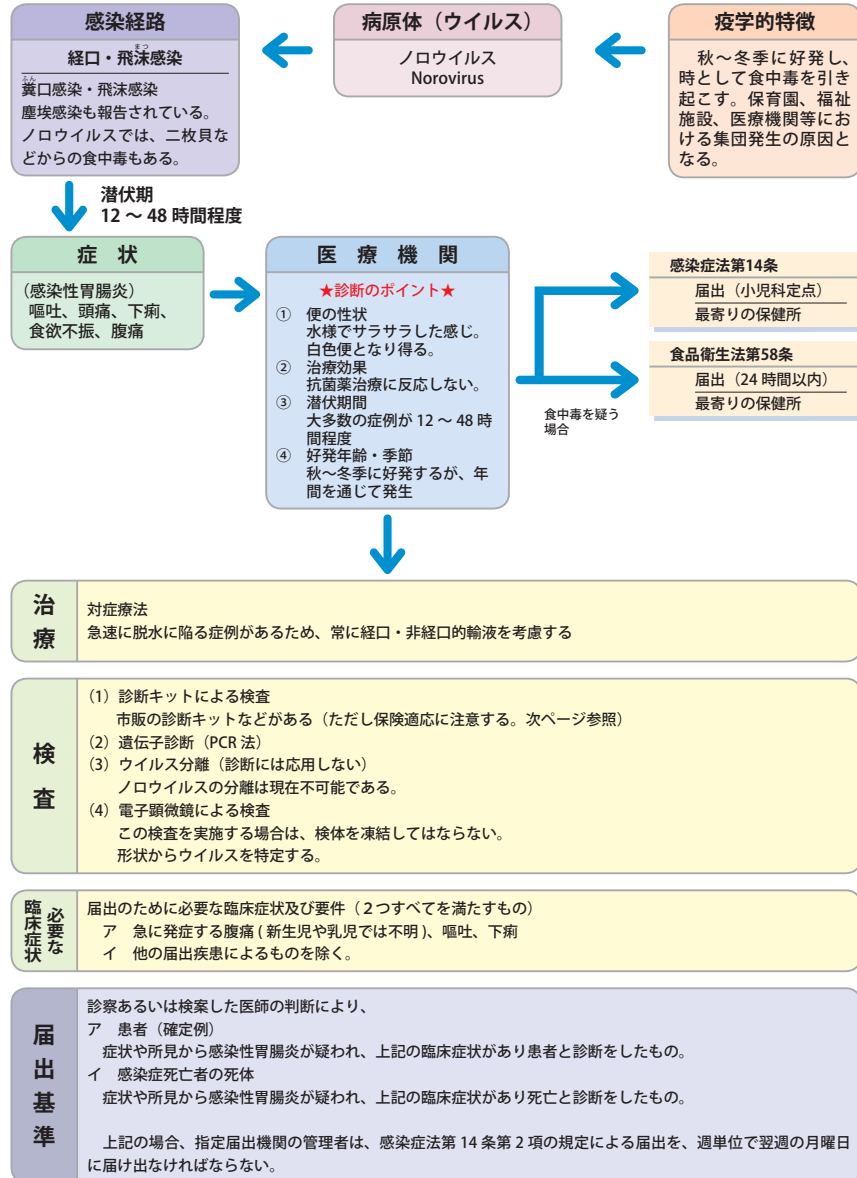 感染経路
経口・飛沫感染
まつ
糞口感染・飛沫感染
ふん
塵埃感染も報告されている。
ノロウイルスでは、二枚貝な
どからの食中毒もある。
病原体（ウイルス）
ノロウイルス
Norovirus
疫学的特徴
秋～冬季に好発し、
時として食中毒を引き
起こす。保育園、福祉
施設、医療機関等にお
ける集団発生の原因と
なる。
潜伏期
12 ～ 48 時間程度
症　状
（感染性胃腸炎）
嘔吐、頭痛、下痢、
食欲不振、腹痛
医　療　機　関
★診断のポイント★
①　便の性状
水様でサラサラした感じ。
白色便となり得る。
②　治療効果
抗菌薬治療に反応しない。
③　潜伏期間
大多数の症例が 12 ～ 48 時
間程度
④　好発年齢・季節
秋～冬季に好発するが、年
間を通じて発生
感染症法第14条
届出（小児科定点）
最寄りの保健所
食品衛生法第58条
届出（24 時間以内）
最寄りの保健所
食中毒を疑う
場合
治療
対症療法
急速に脱水に陥る症例があるため、常に経口・非経口的輸液を考慮する
検査
（1）診断キットによる検査
市販の診断キットなどがある（ただし保険適応に注意する。次ページ参照）
（2）遺伝子診断（PCR 法）
（3）ウイルス分離（診断には応用しない）
ノロウイルスの分離は現在不可能である。
（4）電子顕微鏡による検査
この検査を実施する場合は、検体を凍結してはならない。
形状からウイルスを特定する。
必要な
臨床症状
届出のために必要な臨床症状及び要件（２つすべてを満たすもの）
ア　急に発症する腹痛 ( 新生児や乳児では不明 )、嘔吐、下痢
イ　他の届出疾患によるものを除く。
届出基準
診察あるいは検案した医師の判断により、
ア　患者（確定例）
症状や所見から感染性胃腸炎が疑われ、上記の臨床症状があり患者と診断をしたもの。
イ　感染症死亡者の死体
症状や所見から感染性胃腸炎が疑われ、上記の臨床症状があり死亡と診断をしたもの。
上記の場合、指定届出機関の管理者は、感染症法第 14 条第 2 項の規定による届出を、週単位で翌週の月曜日
に届け出なければならない。